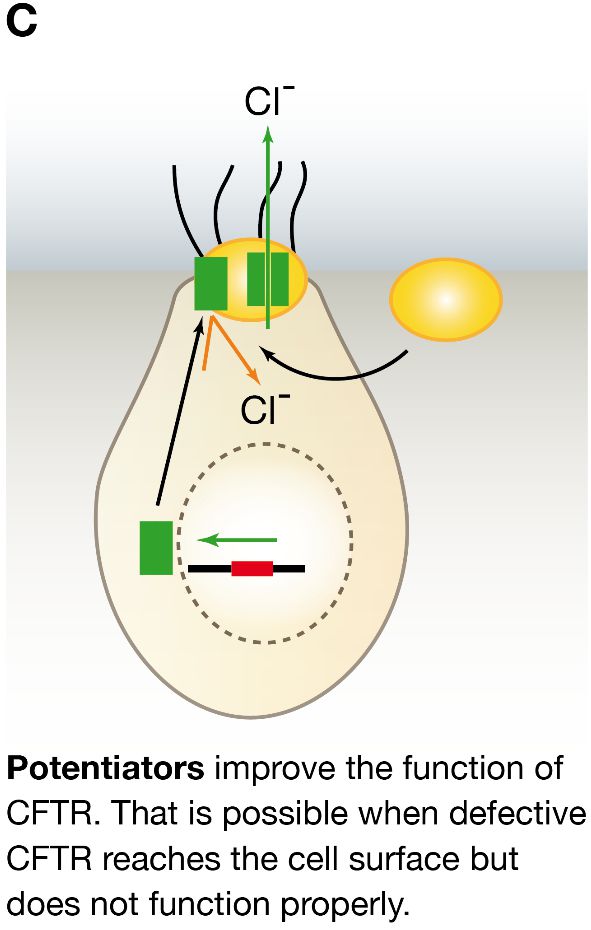 C
Cl⁻
Cl⁻
Potentiators improve the function of
CFTR. That is possible when defective
CFTR reaches the cell surface but
does not function properly.